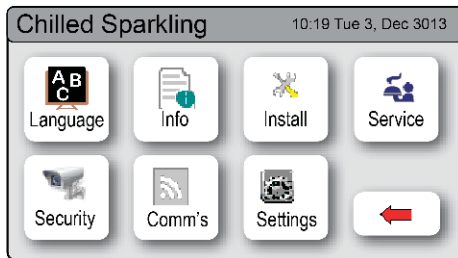 Chilled Sparkling 10:19 Tue 3, Dec 3013
A B
C
Language Info Install Service
Security Comm's Settings